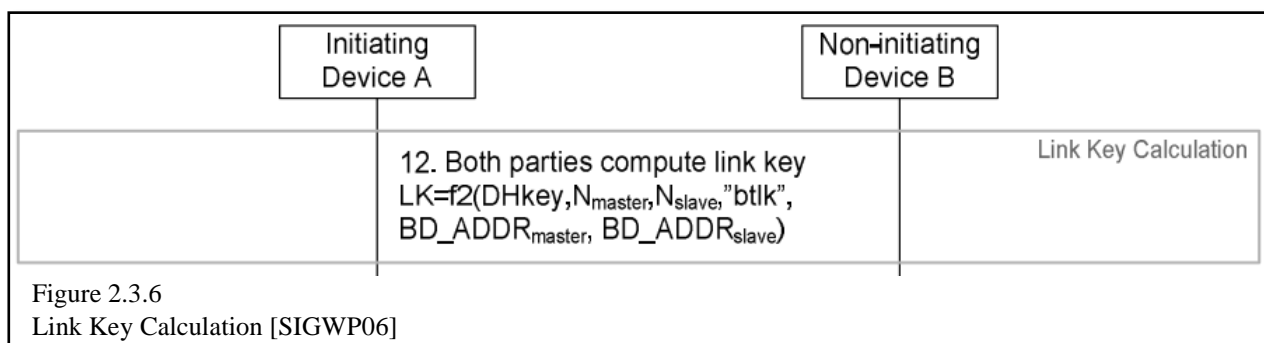 Initiating
Device A
Non-initiating
Device B
Link Key Calculation
12. Both parties compute link key
LK=f2(DHkey,Nmaster,Nslave,"btlk",
BD_ADDRmaster, BD_ADDRslave)
Figure 2.3.6
Link Key Calculation [SIGWP06]